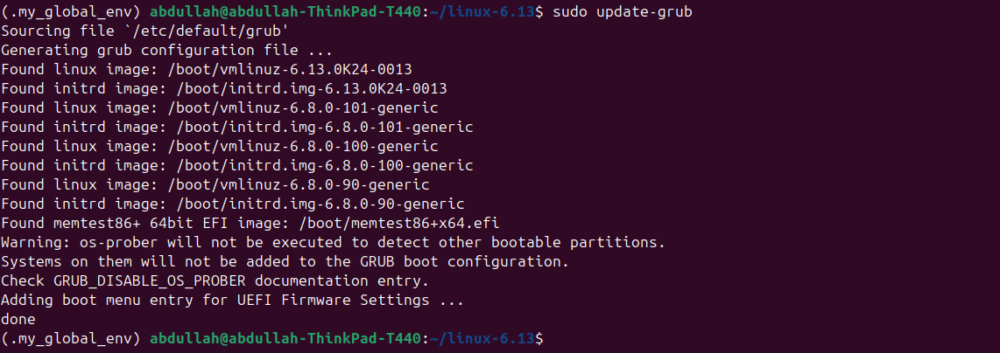 (.my_global_env) abdullah@abdullah-ThinkPad-T440:~/linux-6.13$ sudo update-grub
Sourcing file `/etc/default/grub'
Generating grub configuration file ...
Found linux image: /boot/vmlinuz-6.13.0K24-0013
Found initrd image: /boot/initrd.img-6.13.0K24-0013
Found linux image: /boot/vmlinuz-6.8.0-101-generic
Found initrd image: /boot/initrd.img-6.8.0-101-generic
Found linux image: /boot/vmlinuz-6.8.0-100-generic
Found initrd image: /boot/initrd.img-6.8.0-100-generic
Found linux image: /boot/vmlinuz-6.8.0-90-generic
Found initrd image: /boot/initrd.img-6.8.0-90-generic
Found memtest86+ 64bit EFI image: /boot/memtest86+x64.efi
Warning: os-prober will not be executed to detect other bootable partitions.
Systems on them will not be added to the GRUB boot configuration.
Check GRUB_DISABLE_OS_PROBER documentation entry.
Adding boot menu entry for UEFI Firmware Settings ...
done
(.my_global_env) abdullah@abdullah-ThinkPad-T440:~/linux-6.13$